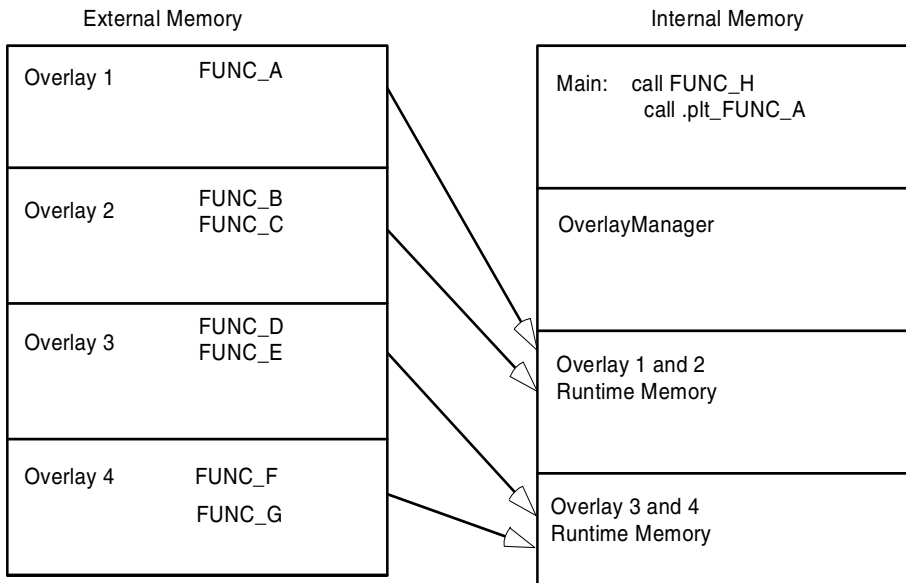 External Memory
Overlay 1 FUNC_A
Overlay 2 FUNC_B
FUNC_C
Overlay 3 FUNC_D
FUNC_E
Overlay 4 FUNC_F
FUNC_G
Internal Memory
Main: call FUNC_H
call .plt_FUNC_A
OverlayManager
Overlay 1 and 2
Runtime Memory
Overlay 3 and 4
Runtime Memory